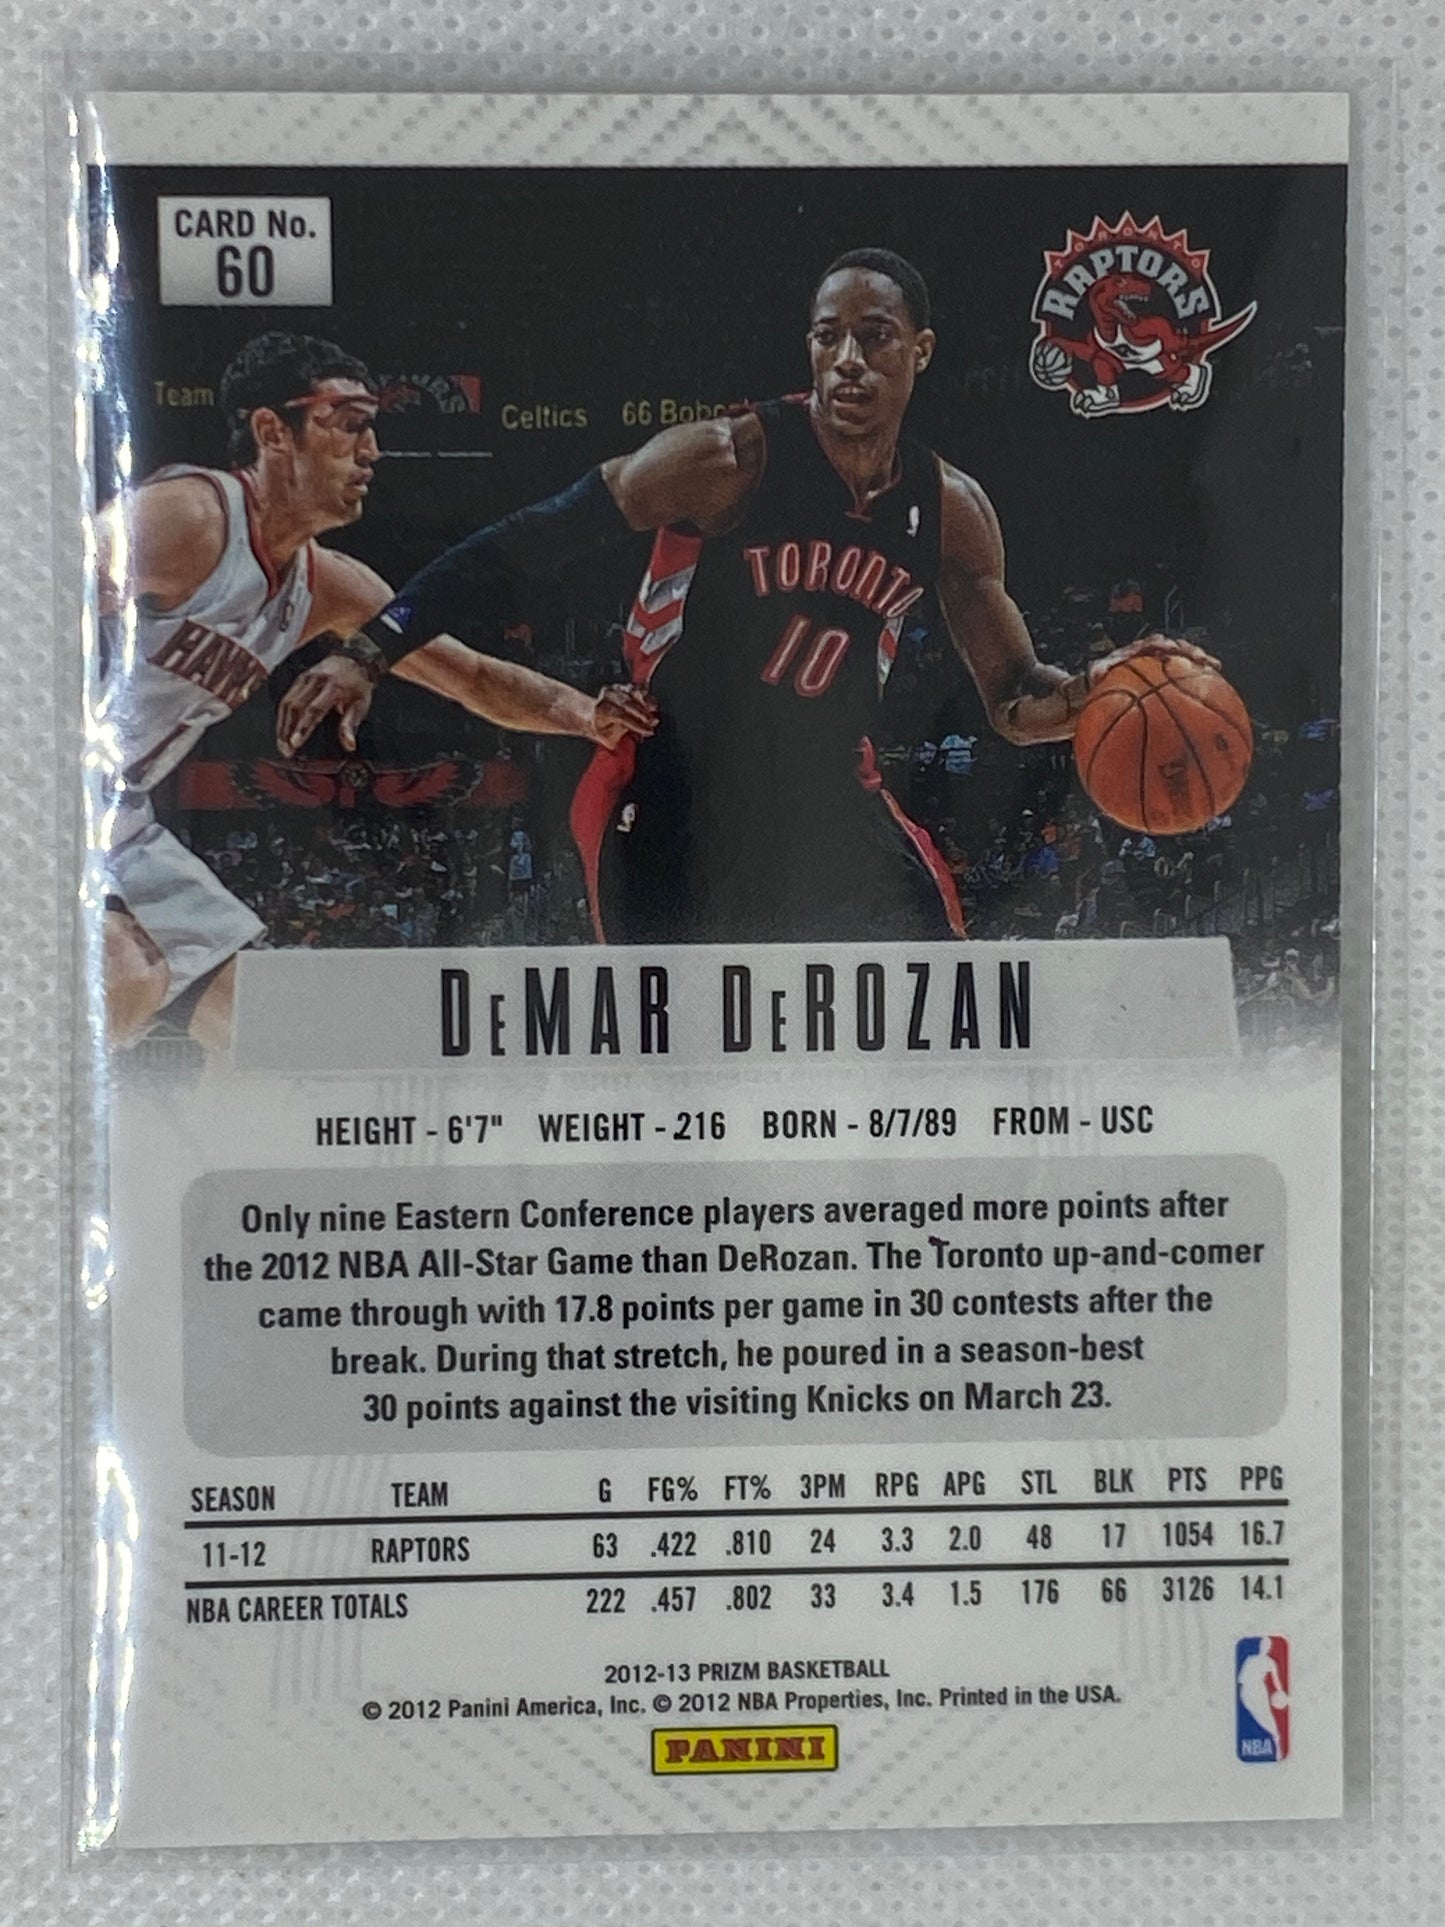 CARD No.
60
TORONTO
RAPTORS
Team
Celtics 66
TORONTO
10
HAWKS
DeMAR DeROZAN
HEIGHT - 6'7" WEIGHT - 216 BORN - 8/7/89 FROM - USC
Only nine Eastern Conference players averaged more points after
the 2012 NBA All-Star Game than DeRozan. The Toronto up-and-comer
came through with 17.8 points per game in 30 contests after the
break. During that stretch, he poured in a season-best
30 points against the visiting Knicks on March 23.
SEASON TEAM G FG% FT% 3PM RPG APG STL BLK PTS PPG
11-12 RAPTORS 63 .422 .810 24 3.3 2.0 48 17 1054 16.7
NBA CAREER TOTALS 222 .457 .802 33 3.4 1.5 176 66 3126 14.1
2012-13 PRIZM BASKETBALL
© 2012 Panini America, Inc. © 2012 NBA Properties, Inc. Printed in the USA.
PANINI
NBA